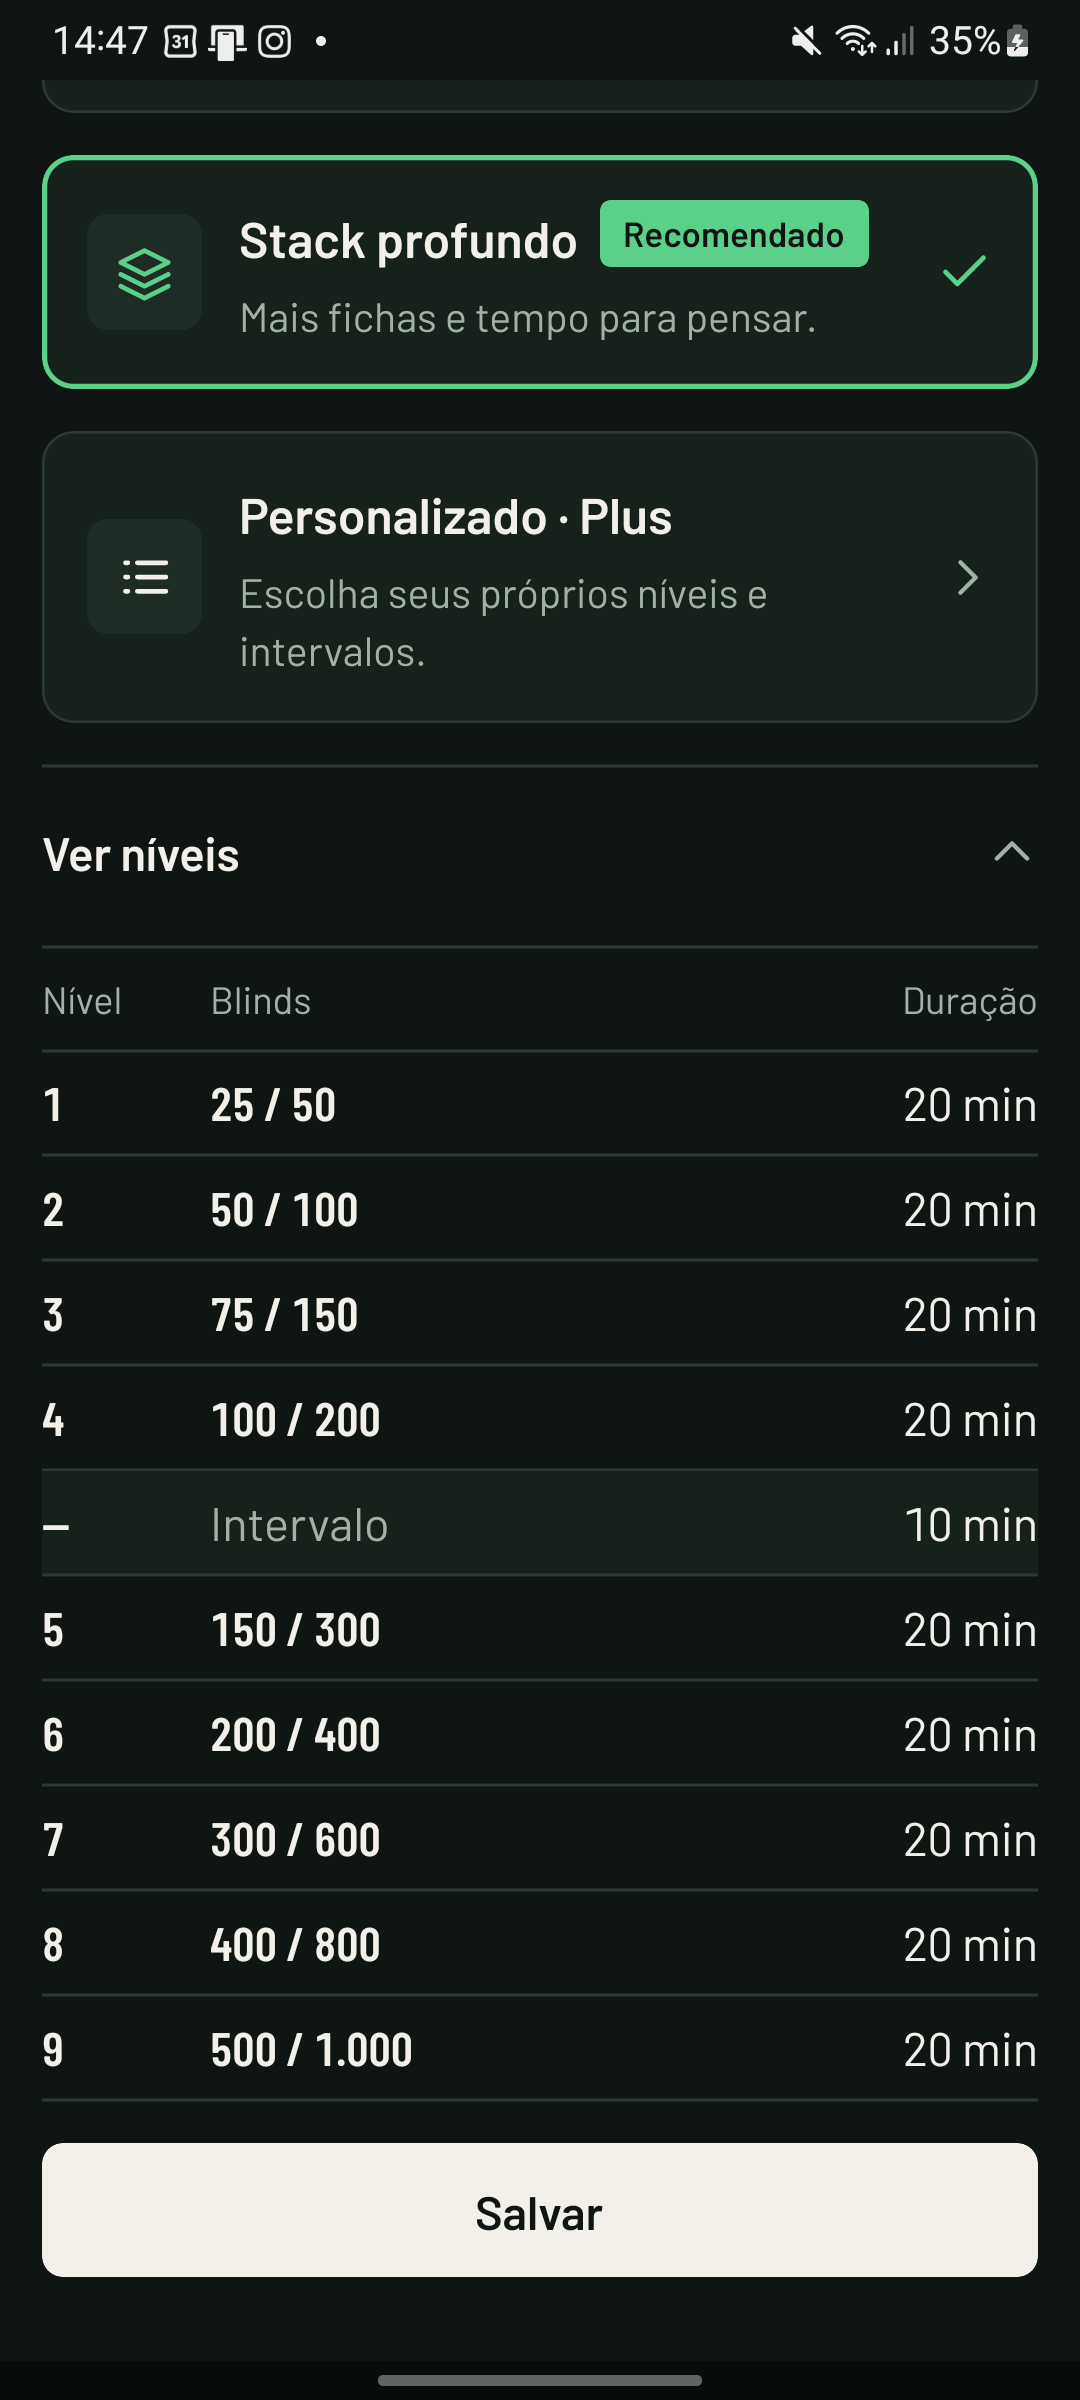 14:47 31 35%
Stack profundo Recomendado
Mais fichas e tempo para pensar.
Personalizado · Plus
Escolha seus próprios níveis e
intervalos.
Ver níveis
Nível Blinds Duração
1 25 / 50 20 min
2 50 / 100 20 min
3 75 / 150 20 min
4 100 / 200 20 min
– Intervalo 10 min
5 150 / 300 20 min
6 200 / 400 20 min
7 300 / 600 20 min
8 400 / 800 20 min
9 500 / 1.000 20 min
Salvar